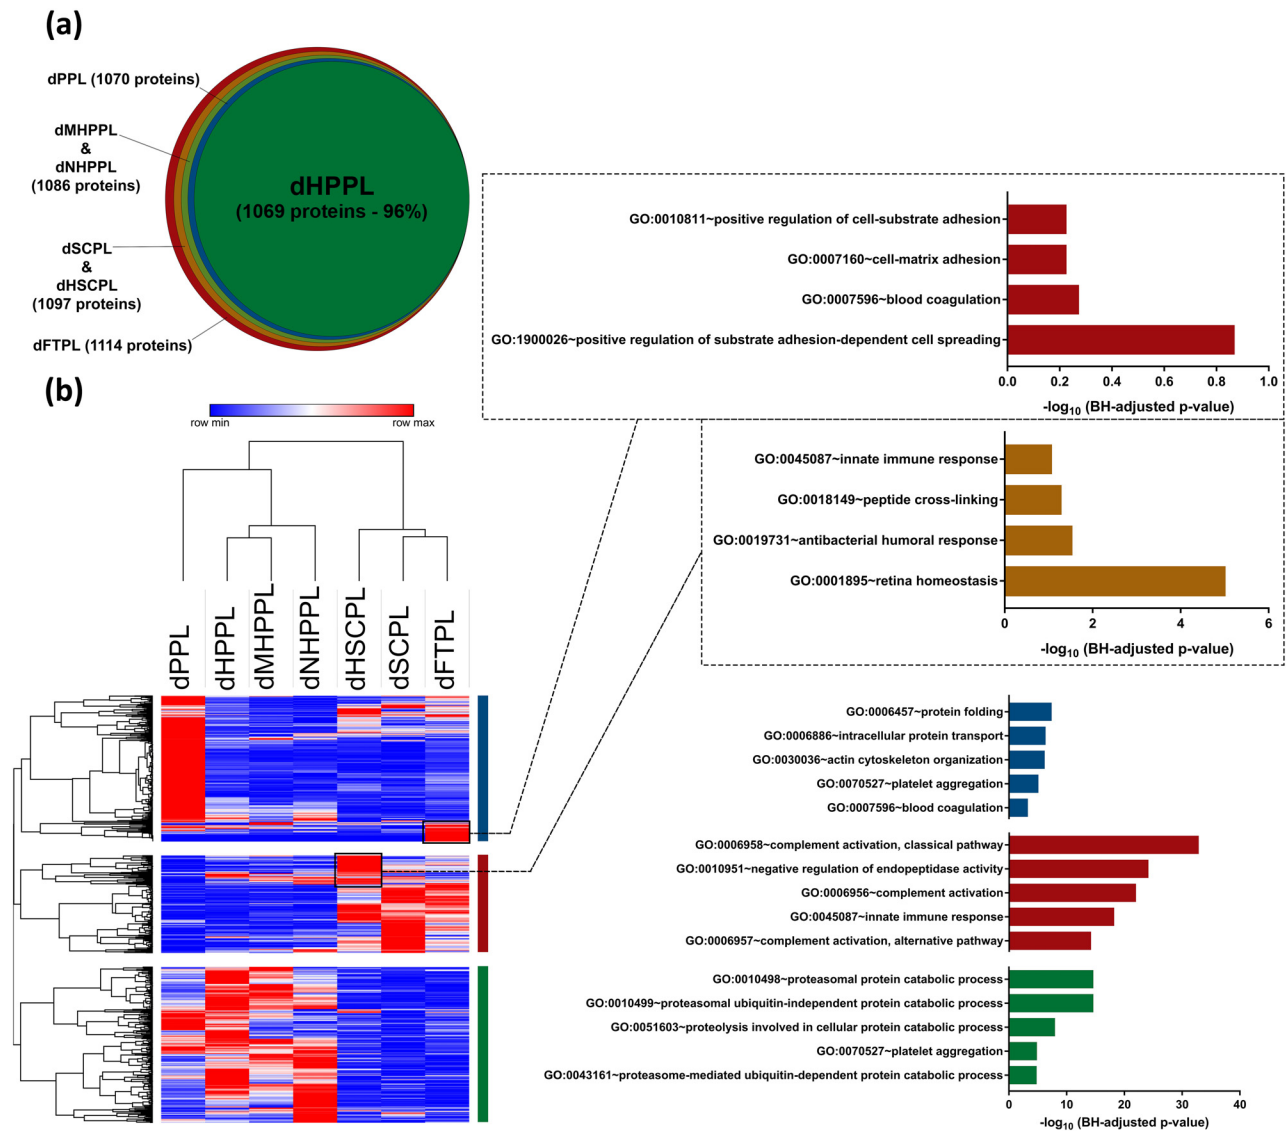 (a)
dPPL (1070 proteins)
dMHPPL
&
dNHPPL
(1086 proteins)
dSCPL
&
dHSCPL
(1097 proteins)
dFTPL (1114 proteins)
dHPPL
(1069 proteins - 96%)
GO:0010811~positive regulation of cell-substrate adhesion
GO:0007160~cell-matrix adhesion
GO:0007596~blood coagulation
GO:1900026~positive regulation of substrate adhesion-dependent cell spreading
0.0 0.2 0.4 0.6 0.8 1.0
-log10 (BH-adjusted p-value)
(b)
row min row max
dPPL
dHPPL
dMHPPL
dNHPPL
dHSCPL
dSCPL
dFTPL
GO:0045087~innate immune response
GO:0018149~peptide cross-linking
GO:0019731~antibacterial humoral response
GO:0001895~retina homeostasis
0 2 4 6
-log10 (BH-adjusted p-value)
GO:0006457~protein folding
GO:0006886~intracellular protein transport
GO:0030036~actin cytoskeleton organization
GO:0070527~platelet aggregation
GO:0007596~blood coagulation
GO:0006958~complement activation, classical pathway
GO:0010951~negative regulation of endopeptidase activity
GO:0006956~complement activation
GO:0045087~innate immune response
GO:0006957~complement activation, alternative pathway
GO:0010498~proteasomal protein catabolic process
GO:0010499~proteasomal ubiquitin-independent protein catabolic process
GO:0051603~proteolysis involved in cellular protein catabolic process
GO:0070527~platelet aggregation
GO:0043161~proteasome-mediated ubiquitin-dependent protein catabolic process
0 10 20 30 40
-log10 (BH-adjusted p-value)